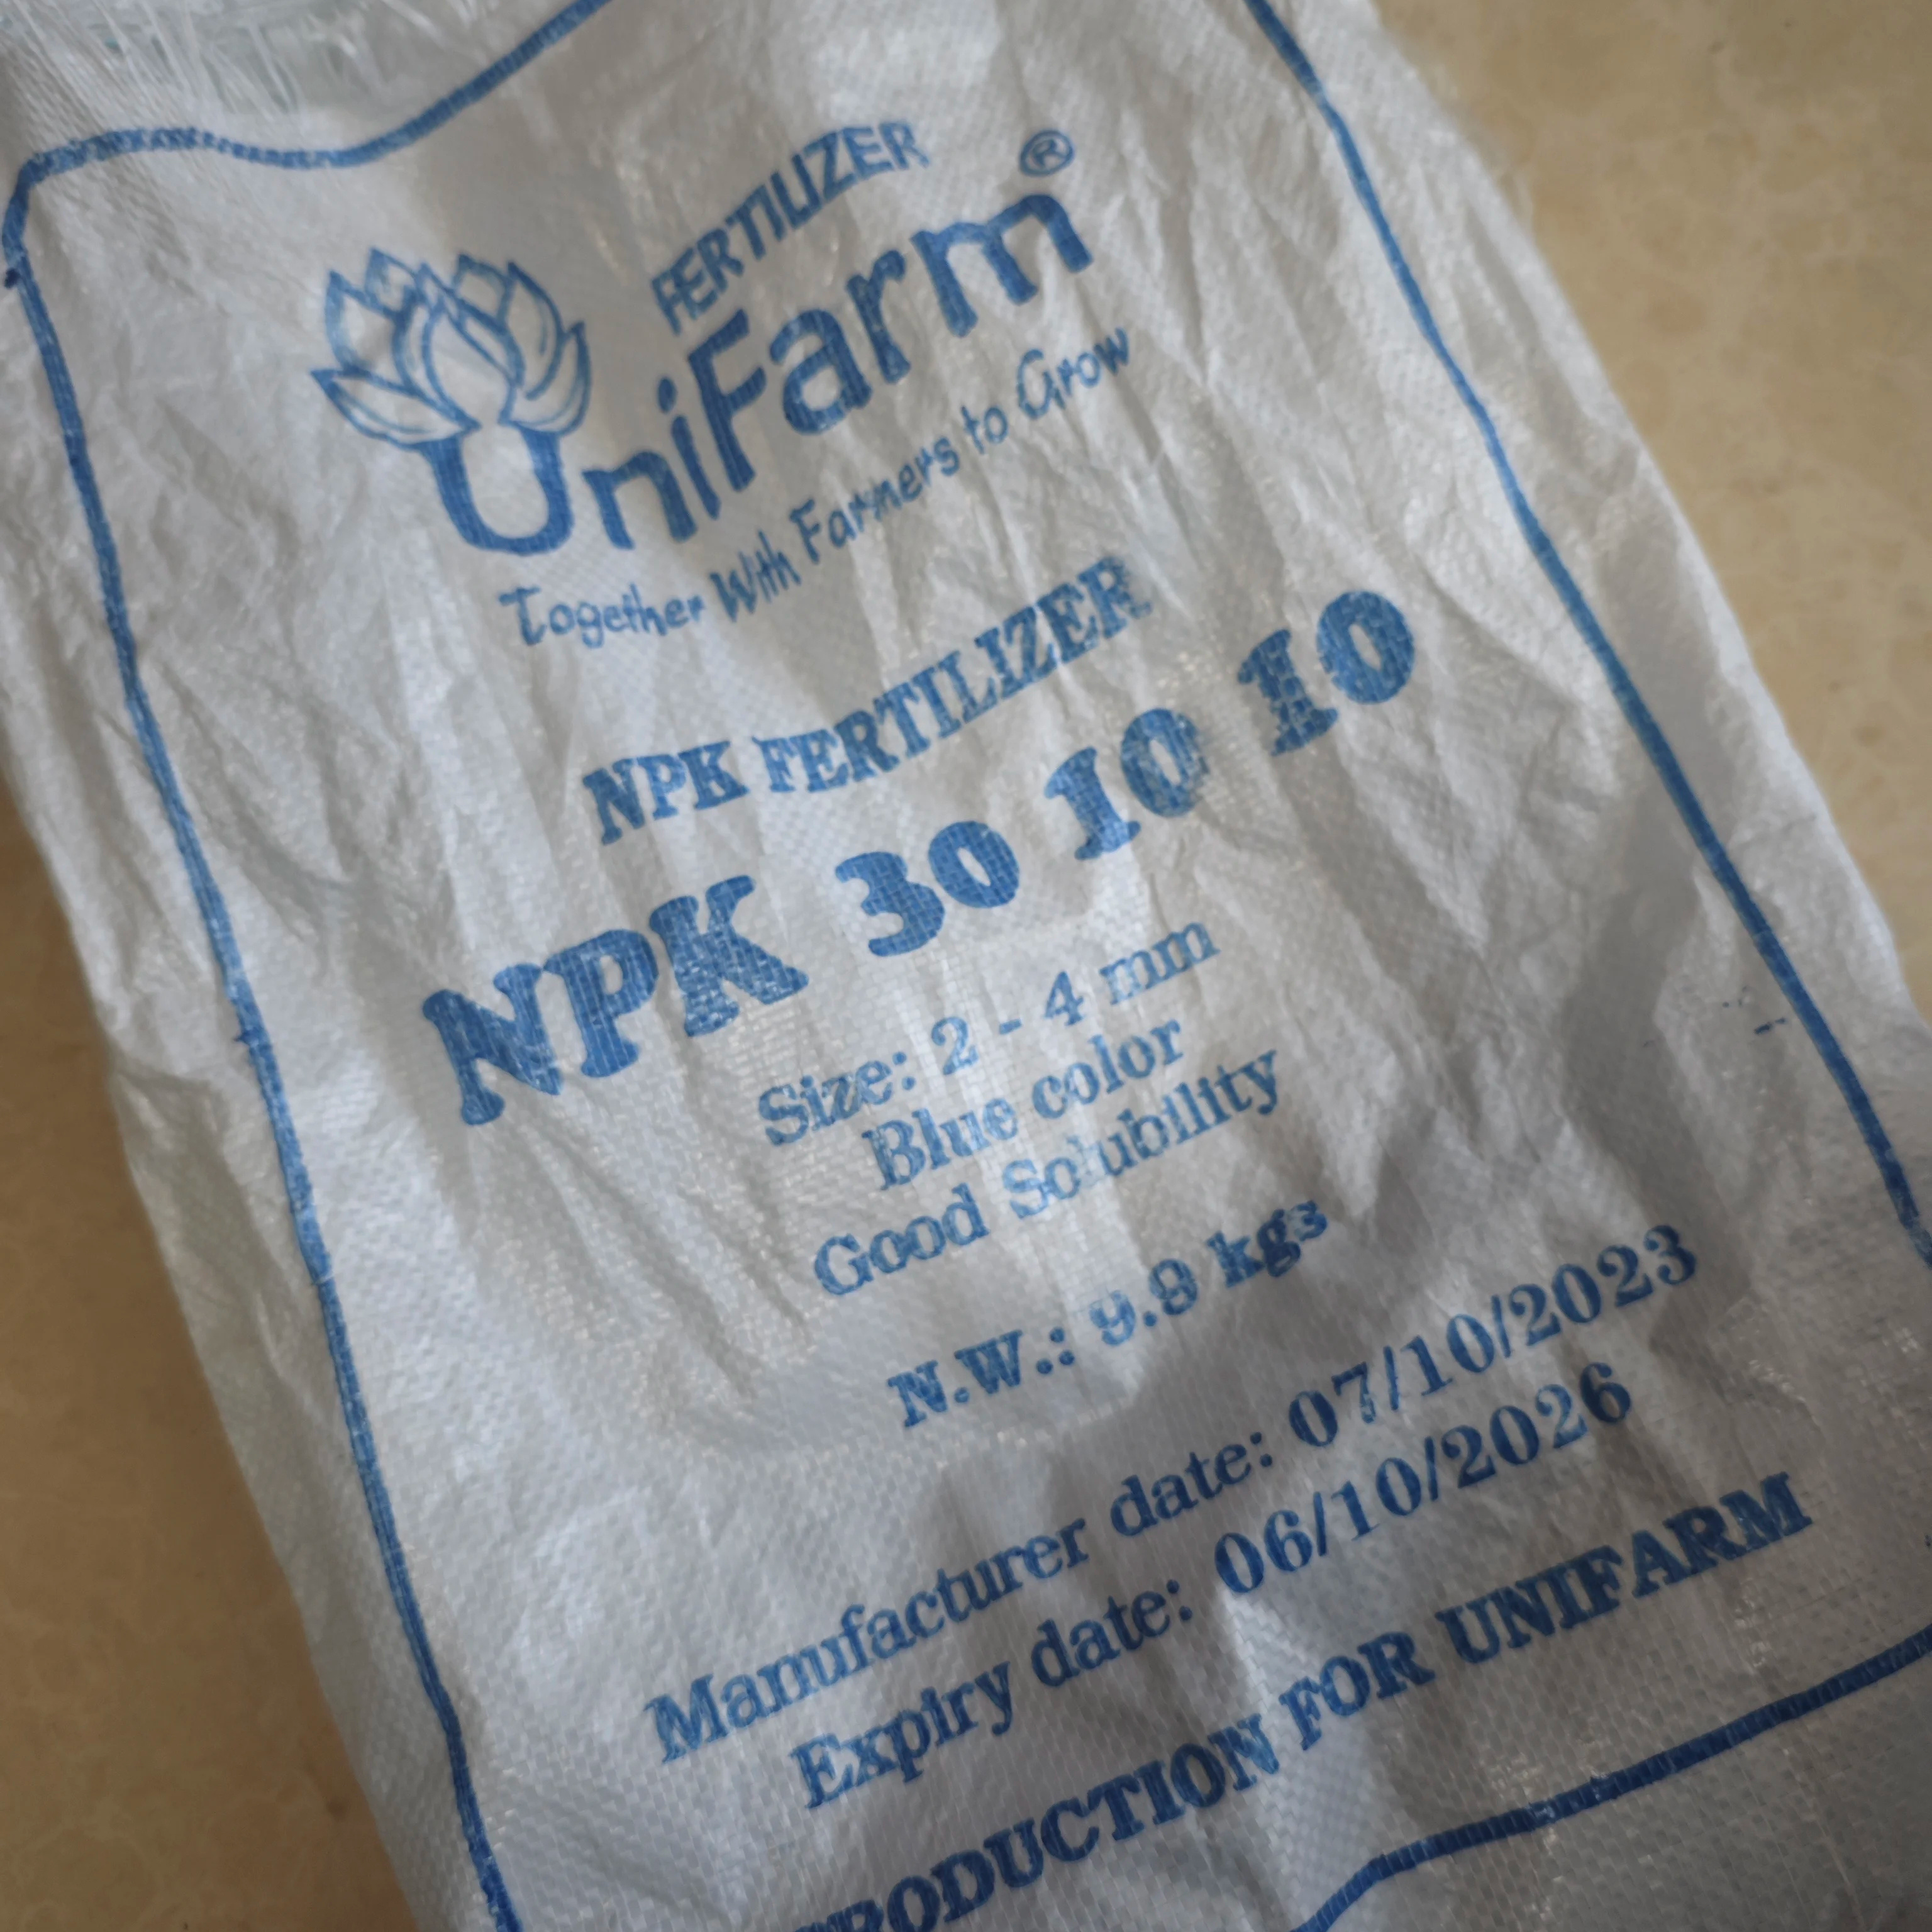 FERTILIZER
UniFarm®
Together With Farmers to Grow
NPK FERTILIZER
NPK 30 10 10
Size: 2 - 4 mm
Blue color
Good Solubility
N.W.: 9.9 kgs
Manufacturer date: 07/10/2023
Expiry date: 06/10/2026
PRODUCTION FOR UNIFARM